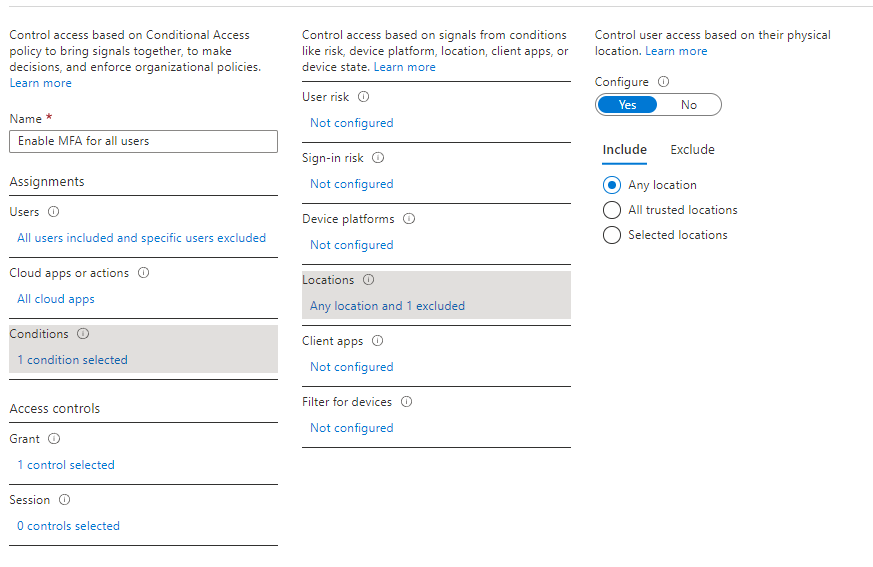 Control access based on Conditional Access
policy to bring signals together, to make
decisions, and enforce organizational policies.
Learn more
Name *
Enable MFA for all users
Assignments
Users
All users included and specific users excluded
Cloud apps or actions
All cloud apps
Conditions
1 condition selected
Access controls
Grant
1 control selected
Session
0 controls selected
Control access based on signals from conditions
like risk, device platform, location, client apps, or
device state. Learn more
User risk
Not configured
Sign-in risk
Not configured
Device platforms
Not configured
Locations
Any location and 1 excluded
Client apps
Not configured
Filter for devices
Not configured
Control user access based on their physical
location. Learn more
Configure
Yes No
Include Exclude
Any location
All trusted locations
Selected locations